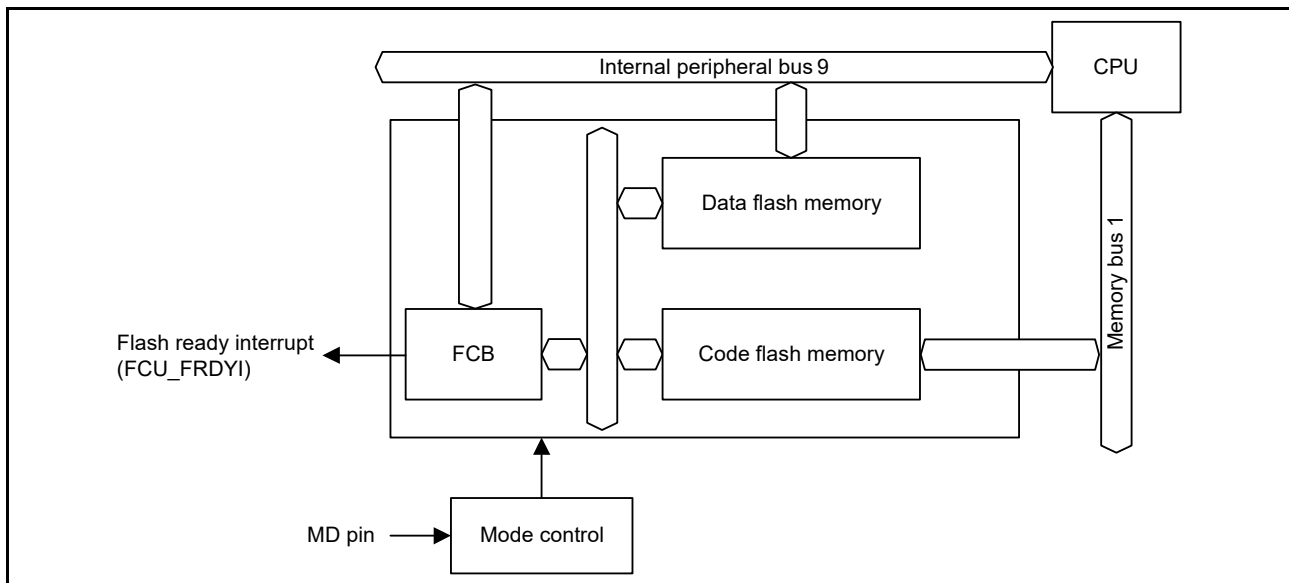 Internal peripheral bus 9
CPU
Data flash memory
Memory bus 1
Flash ready interrupt
(FCU_FRDYI)
FCB
Code flash memory
MD pin
Mode control